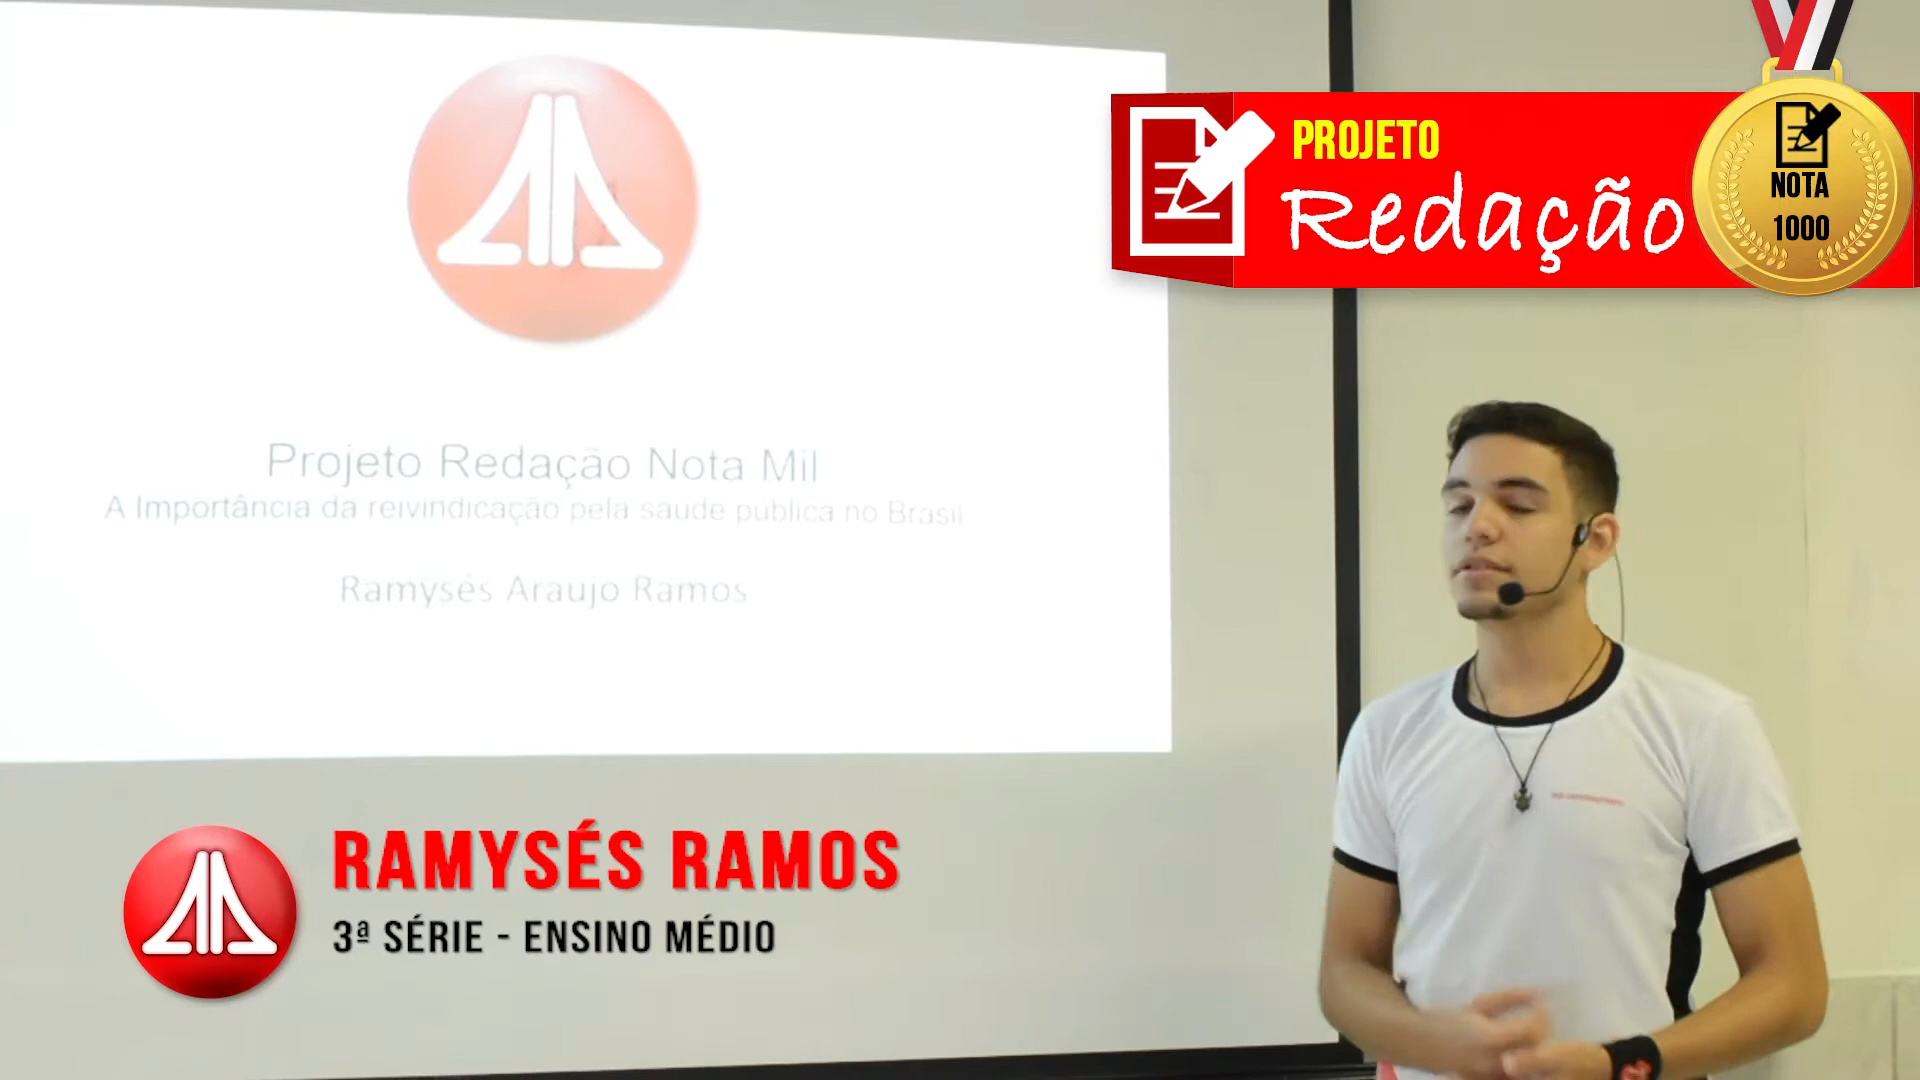 PROJETO
Redação
NOTA
1000
Projeto Redação Nota Mil
A Importância da reivindicação pela saude pública no Brasil
Ramysés Araujo Ramos
RAMYSÉS RAMOS
3ª SÉRIE - ENSINO MÉDIO